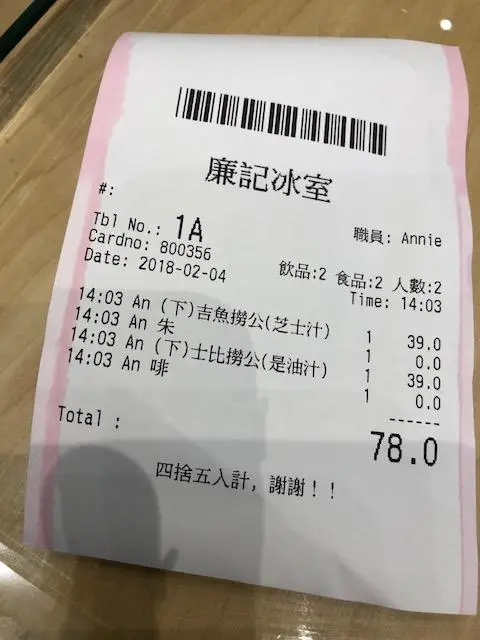 廉記冰室
#:
Tbl No.: 1A 職員: Annie
Cardno: 800356
Date: 2018-02-04 飲品:2 食品:2 人數:2
Time: 14:03
14:03 An (下)吉魚撈公(芝士汁) 1 39.0
14:03 An 朱 1 0.0
14:03 An (下)士比撈公(是油汁) 1 39.0
14:03 An 啡 1 0.0
------
Total : 78.0
四捨五入計, 謝謝!!